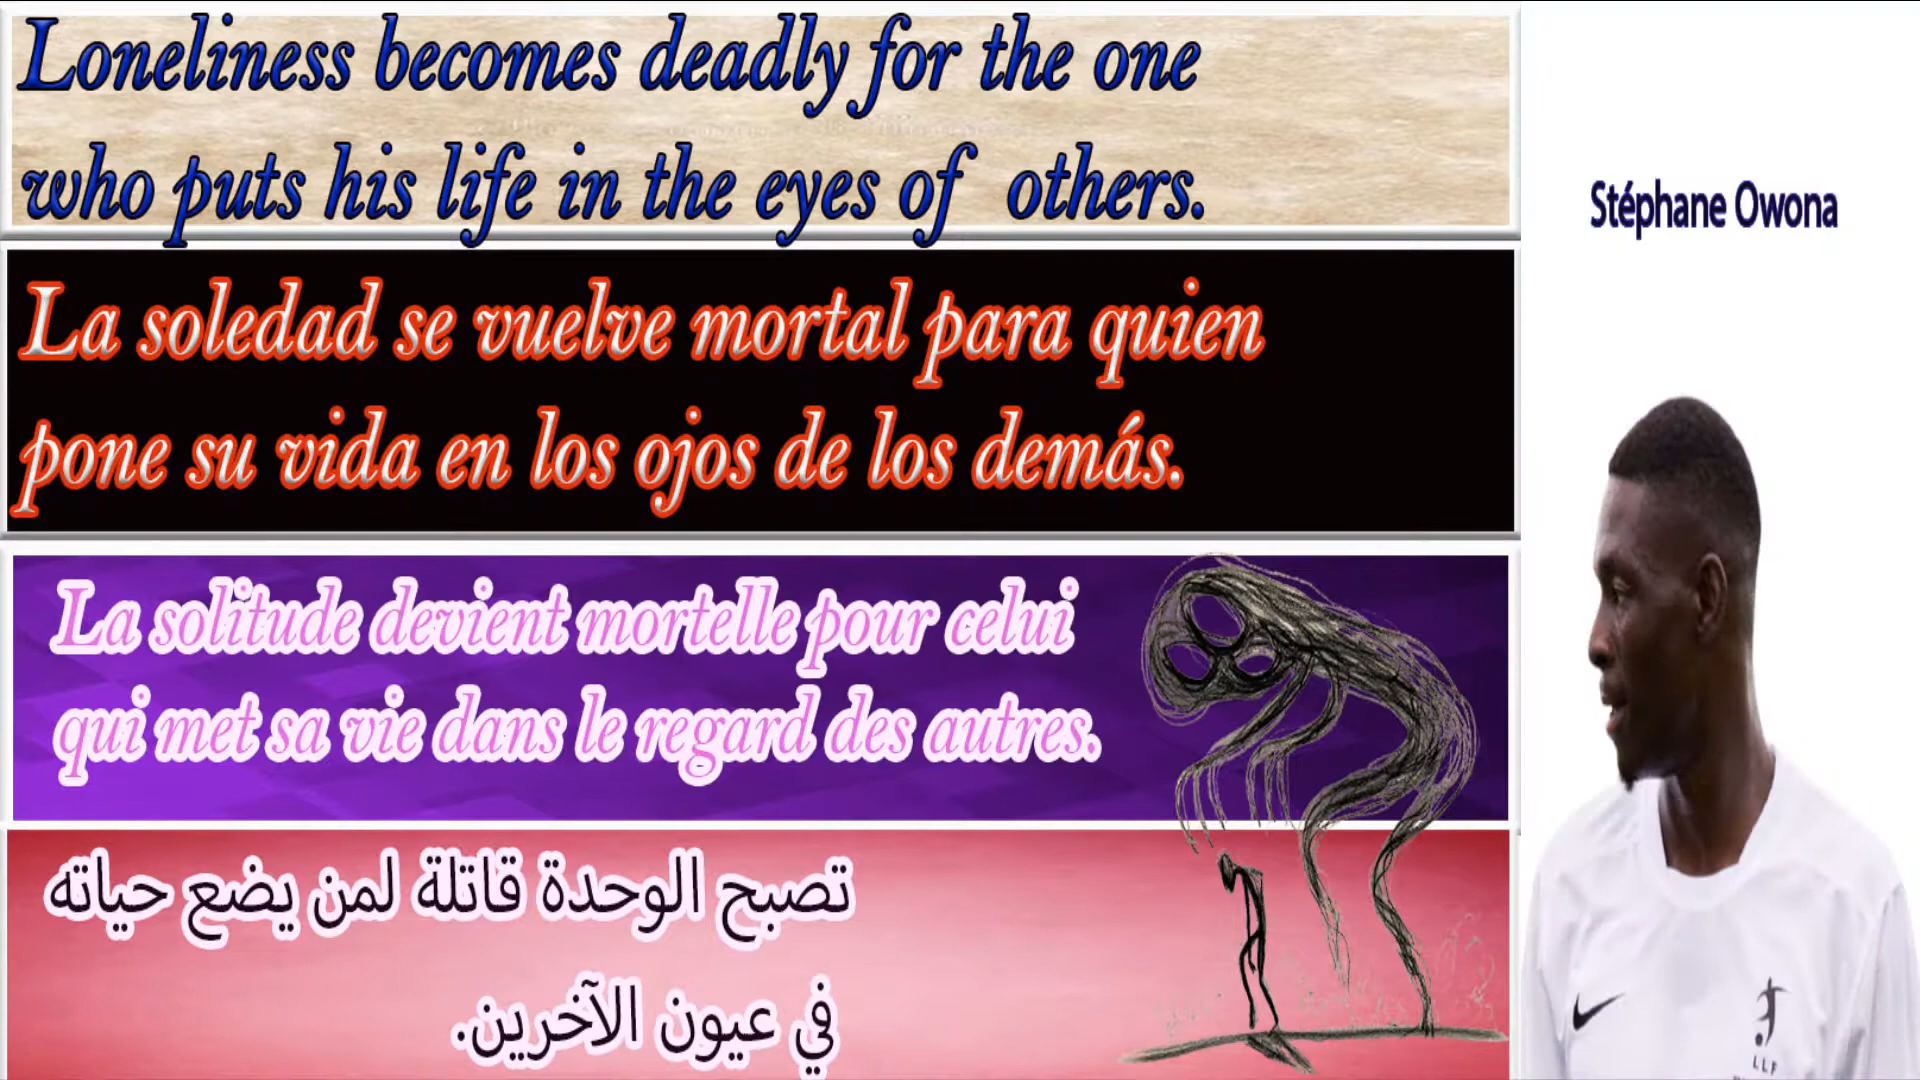 Loneliness becomes deadly for the one
who puts his life in the eyes of others.
La soledad se vuelve mortal para quien
pone su vida en los ojos de los demás.
La solitude devient mortelle pour celui
qui met sa vie dans le regard des autres.
تصبح الوحدة قاتلة لمن يضع حياته
في عيون الآخرين.
Stéphane Owona
LLF